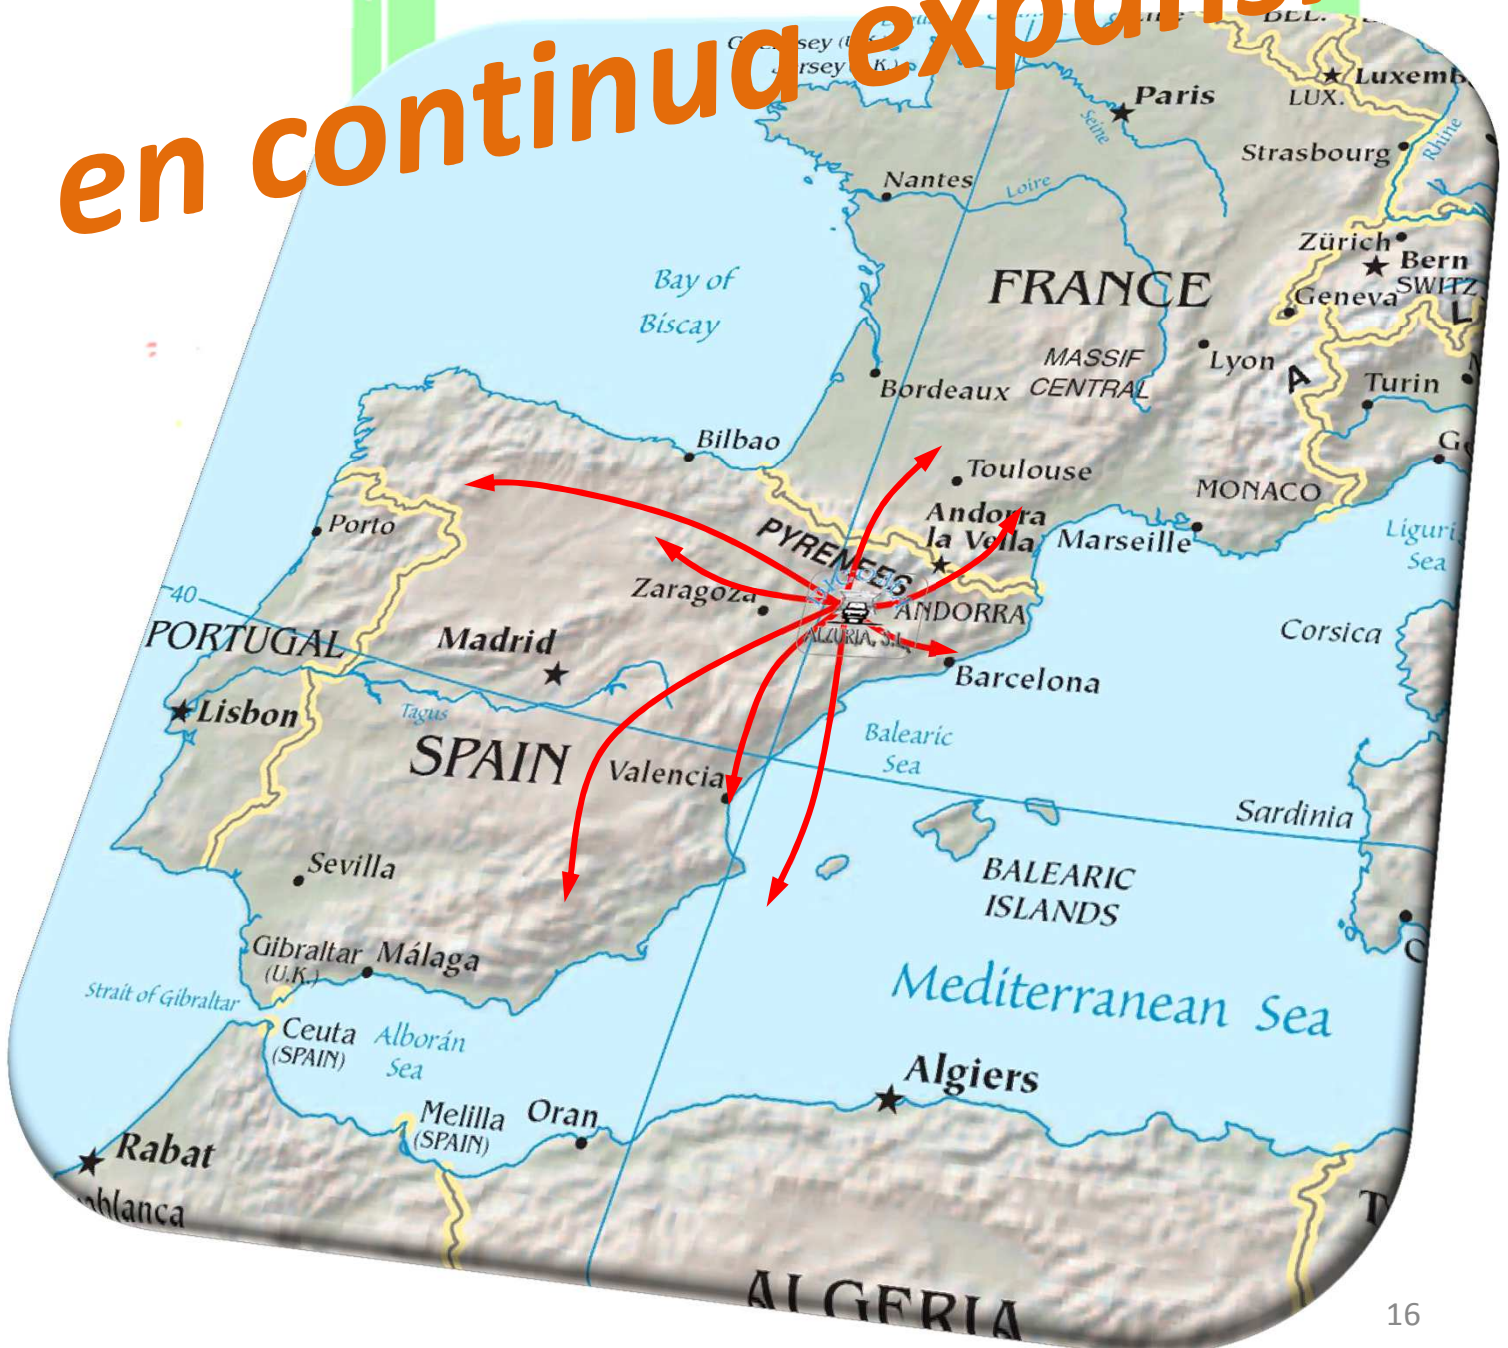 en continua
Paris
LUX.
Strasbourg
Seine
Rhine
Nantes
Loire
Zürich
Bern
SWITZ
Geneva
Bay of
Biscay
FRANCE
MASSIF
CENTRAL
Lyon
Turin
Bordeaux
Bilbao
Toulouse
MONACO
Andorra
la Vella
Marseille
Porto
PYRENEES
Zaragoza
ANDORRA
ALZURIA, S.L.
40
PORTUGAL
Madrid
Corsica
Barcelona
Lisbon
Tagus
SPAIN
Valencia
Balearic
Sea
Sardinia
Sevilla
BALEARIC
ISLANDS
Gibraltar
(U.K.)
Málaga
Strait of Gibraltar
Mediterranean Sea
Ceuta
(SPAIN)
Alborán
Sea
Algiers
Melilla
(SPAIN)
Oran
Rabat
ALGERIA
16